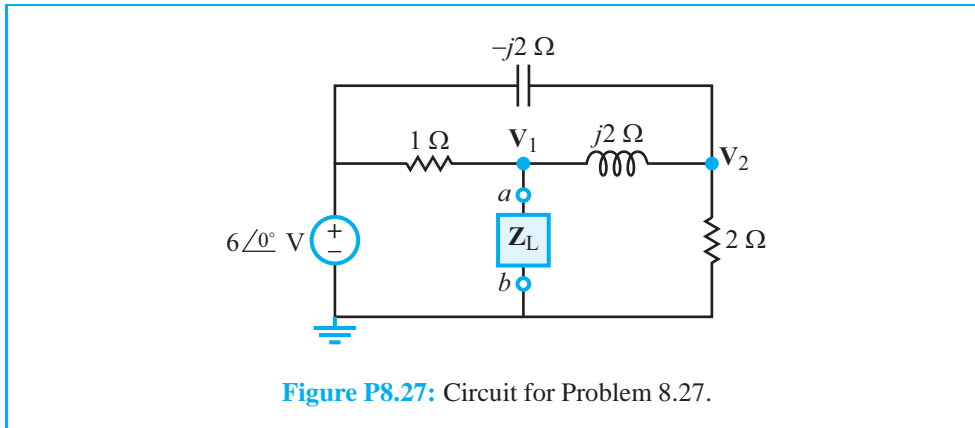 –j2 Ω
1 Ω
V1
j2 Ω
V2
a
6∠0° V
+
–
ZL
2 Ω
b
Figure P8.27: Circuit for Problem 8.27.